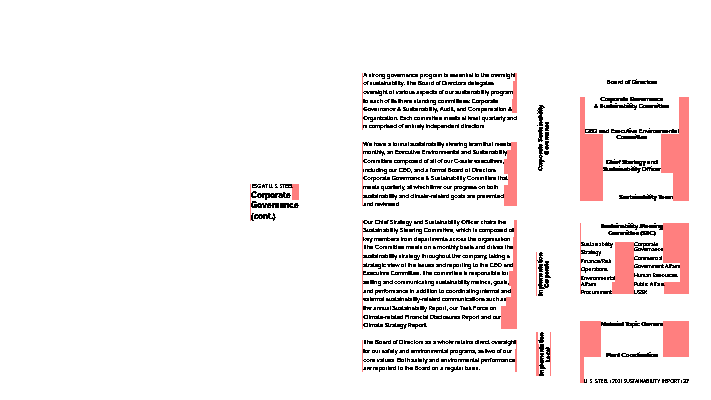 ESG AT U. S. STEEL
Corporate
Governance
(cont.)
A strong governance program is essential to the oversight
of sustainability. The Board of Directors delegates
oversight of various aspects of our sustainability program
to each of its three standing committees: Corporate
Governance & Sustainability, Audit, and Compensation &
Organization. Each committee meets at least quarterly and
is comprised of entirely independent directors.
We have a formal sustainability steering team that meets
monthly, an Executive Environmental and Sustainability
Committee composed of all of our C-suite executives,
including our CEO, and a formal Board of Directors
Corporate Governance & Sustainability Committee that
meets quarterly, all which review our progress on both
sustainability and climate-related goals are presented
and reviewed.
Our Chief Strategy and Sustainability Officer chairs the
Sustainability Steering Committee, which is composed of
key members from departments across the organization.
The Committee meets on a monthly basis and drives the
sustainability strategy throughout the company, taking a
strategic view of the issues and reporting to the CEO and
Executive Committee. The committee is responsible for
setting and communicating sustainability metrics, goals,
and performance in addition to coordinating internal and
external sustainability-related communications such as
the annual Sustainability Report, our Task Force on
Climate-related Financial Disclosures Report and our
Climate Strategy Report.
The Board of Directors as a whole retains direct oversight
for our safety and environmental programs, as two of our
core values. Both safety and environmental performance
are reported to the Board on a regular basis.
Corporate Sustainability
Governance
Implementation
Corporate
Implementation
Local
Board of Directors
Corporate Governance
& Sustainability Committee
CEO and Executive Environmental
Committee
Chief Strategy and
Sustainability Officer
Sustainability Team
Sustainability Steering
Committee (SSC)
Sustainability
Strategy
Finance/Risk
Operations
Environmental
Affairs
Procurement
Corporate
Governance
Commercial
Government Affairs
Human Resources
Public Affairs
USSK
Material Topic Owners
Plant Coordination
U. S. STEEL / 2021 SUSTAINABILITY REPORT / 27